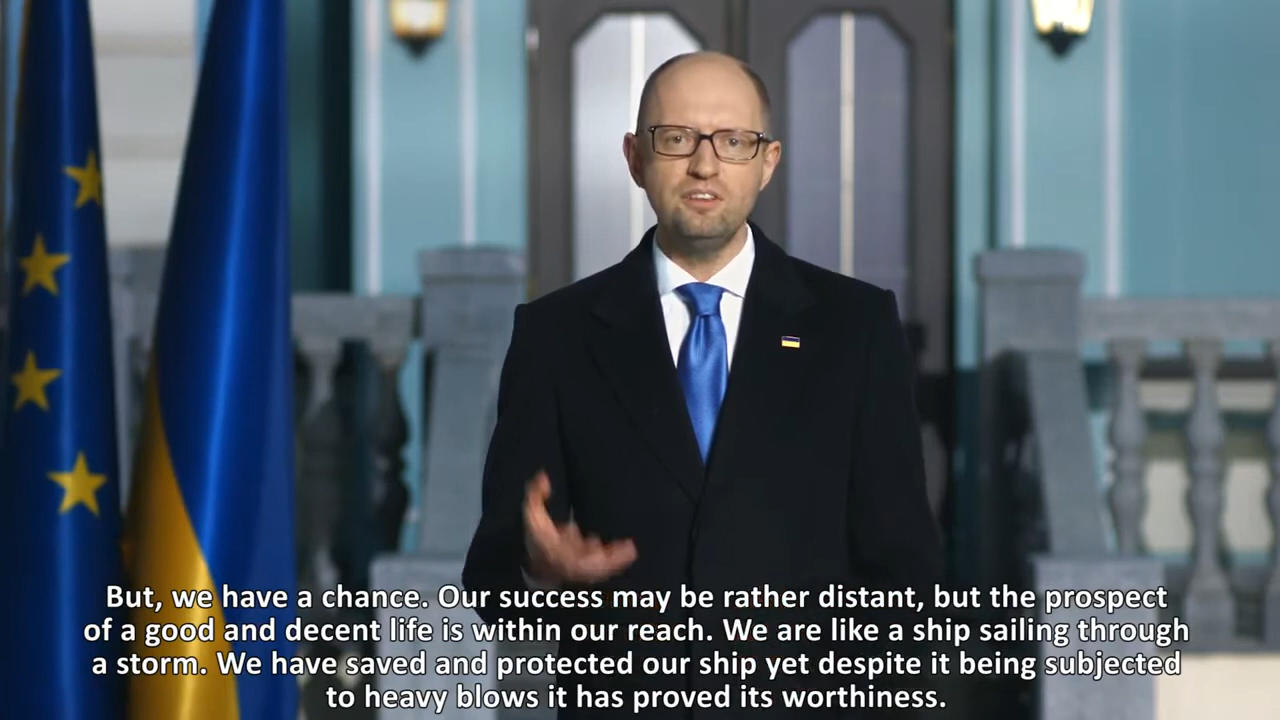 But, we have a chance. Our success may be rather distant, but the prospect
of a good and decent life is within our reach. We are like a ship sailing through
a storm. We have saved and protected our ship yet despite it being subjected
to heavy blows it has proved its worthiness.